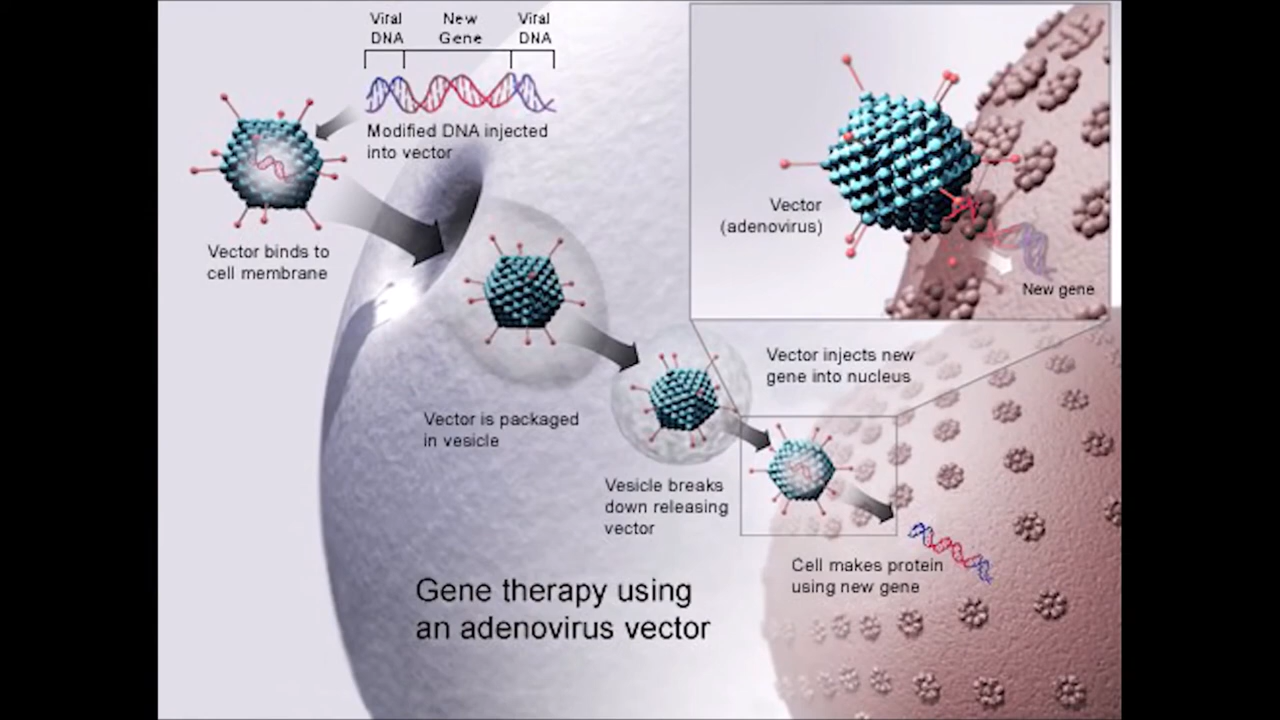 Viral DNA
New Gene
Viral DNA
Modified DNA injected
into vector
Vector binds to
cell membrane
Vector
(adenovirus)
New gene
Vector injects new
gene into nucleus
Vector is packaged
in vesicle
Vesicle breaks
down releasing
vector
Cell makes protein
using new gene
Gene therapy using
an adenovirus vector